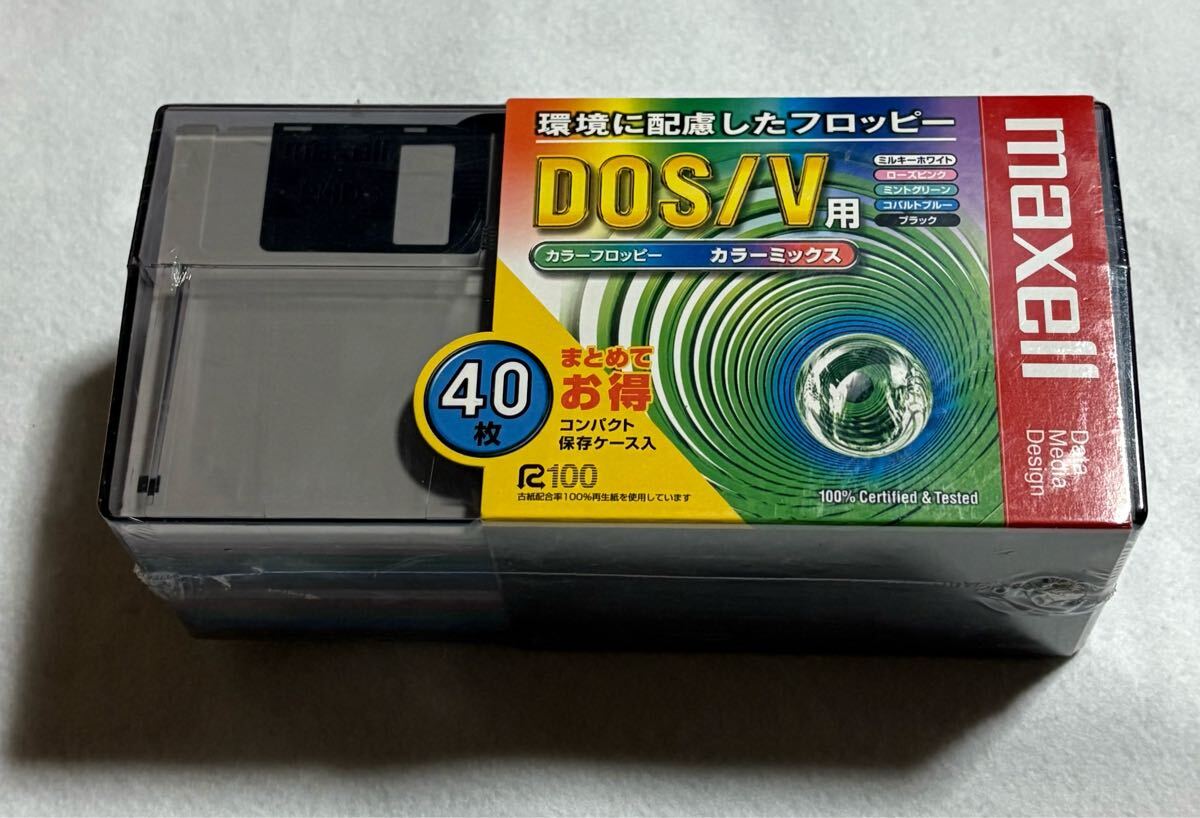 環境に配慮したフロッピー
DOS/V用
ミルキーホワイト
ローズピンク
ミントグリーン
コバルトブルー
ブラック
カラーフロッピー カラーミックス
40枚
まとめて
お得
コンパクト
保存ケース入
R100
古紙配合率100%再生紙を使用しています
100% Certified & Tested
maxell
Data
Media
Design
maxell